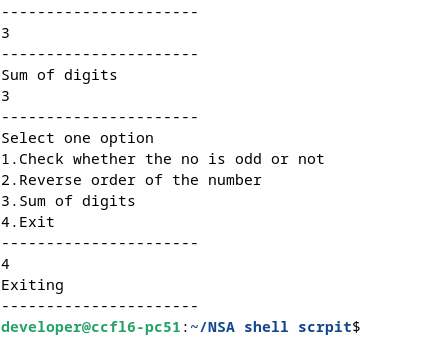 ----------------------
3
----------------------
Sum of digits
3
----------------------
Select one option
1.Check whether the no is odd or not
2.Reverse order of the number
3.Sum of digits
4.Exit
----------------------
4
Exiting
----------------------
developer@ccfl6-pc51:~/NSA shell scrpit$